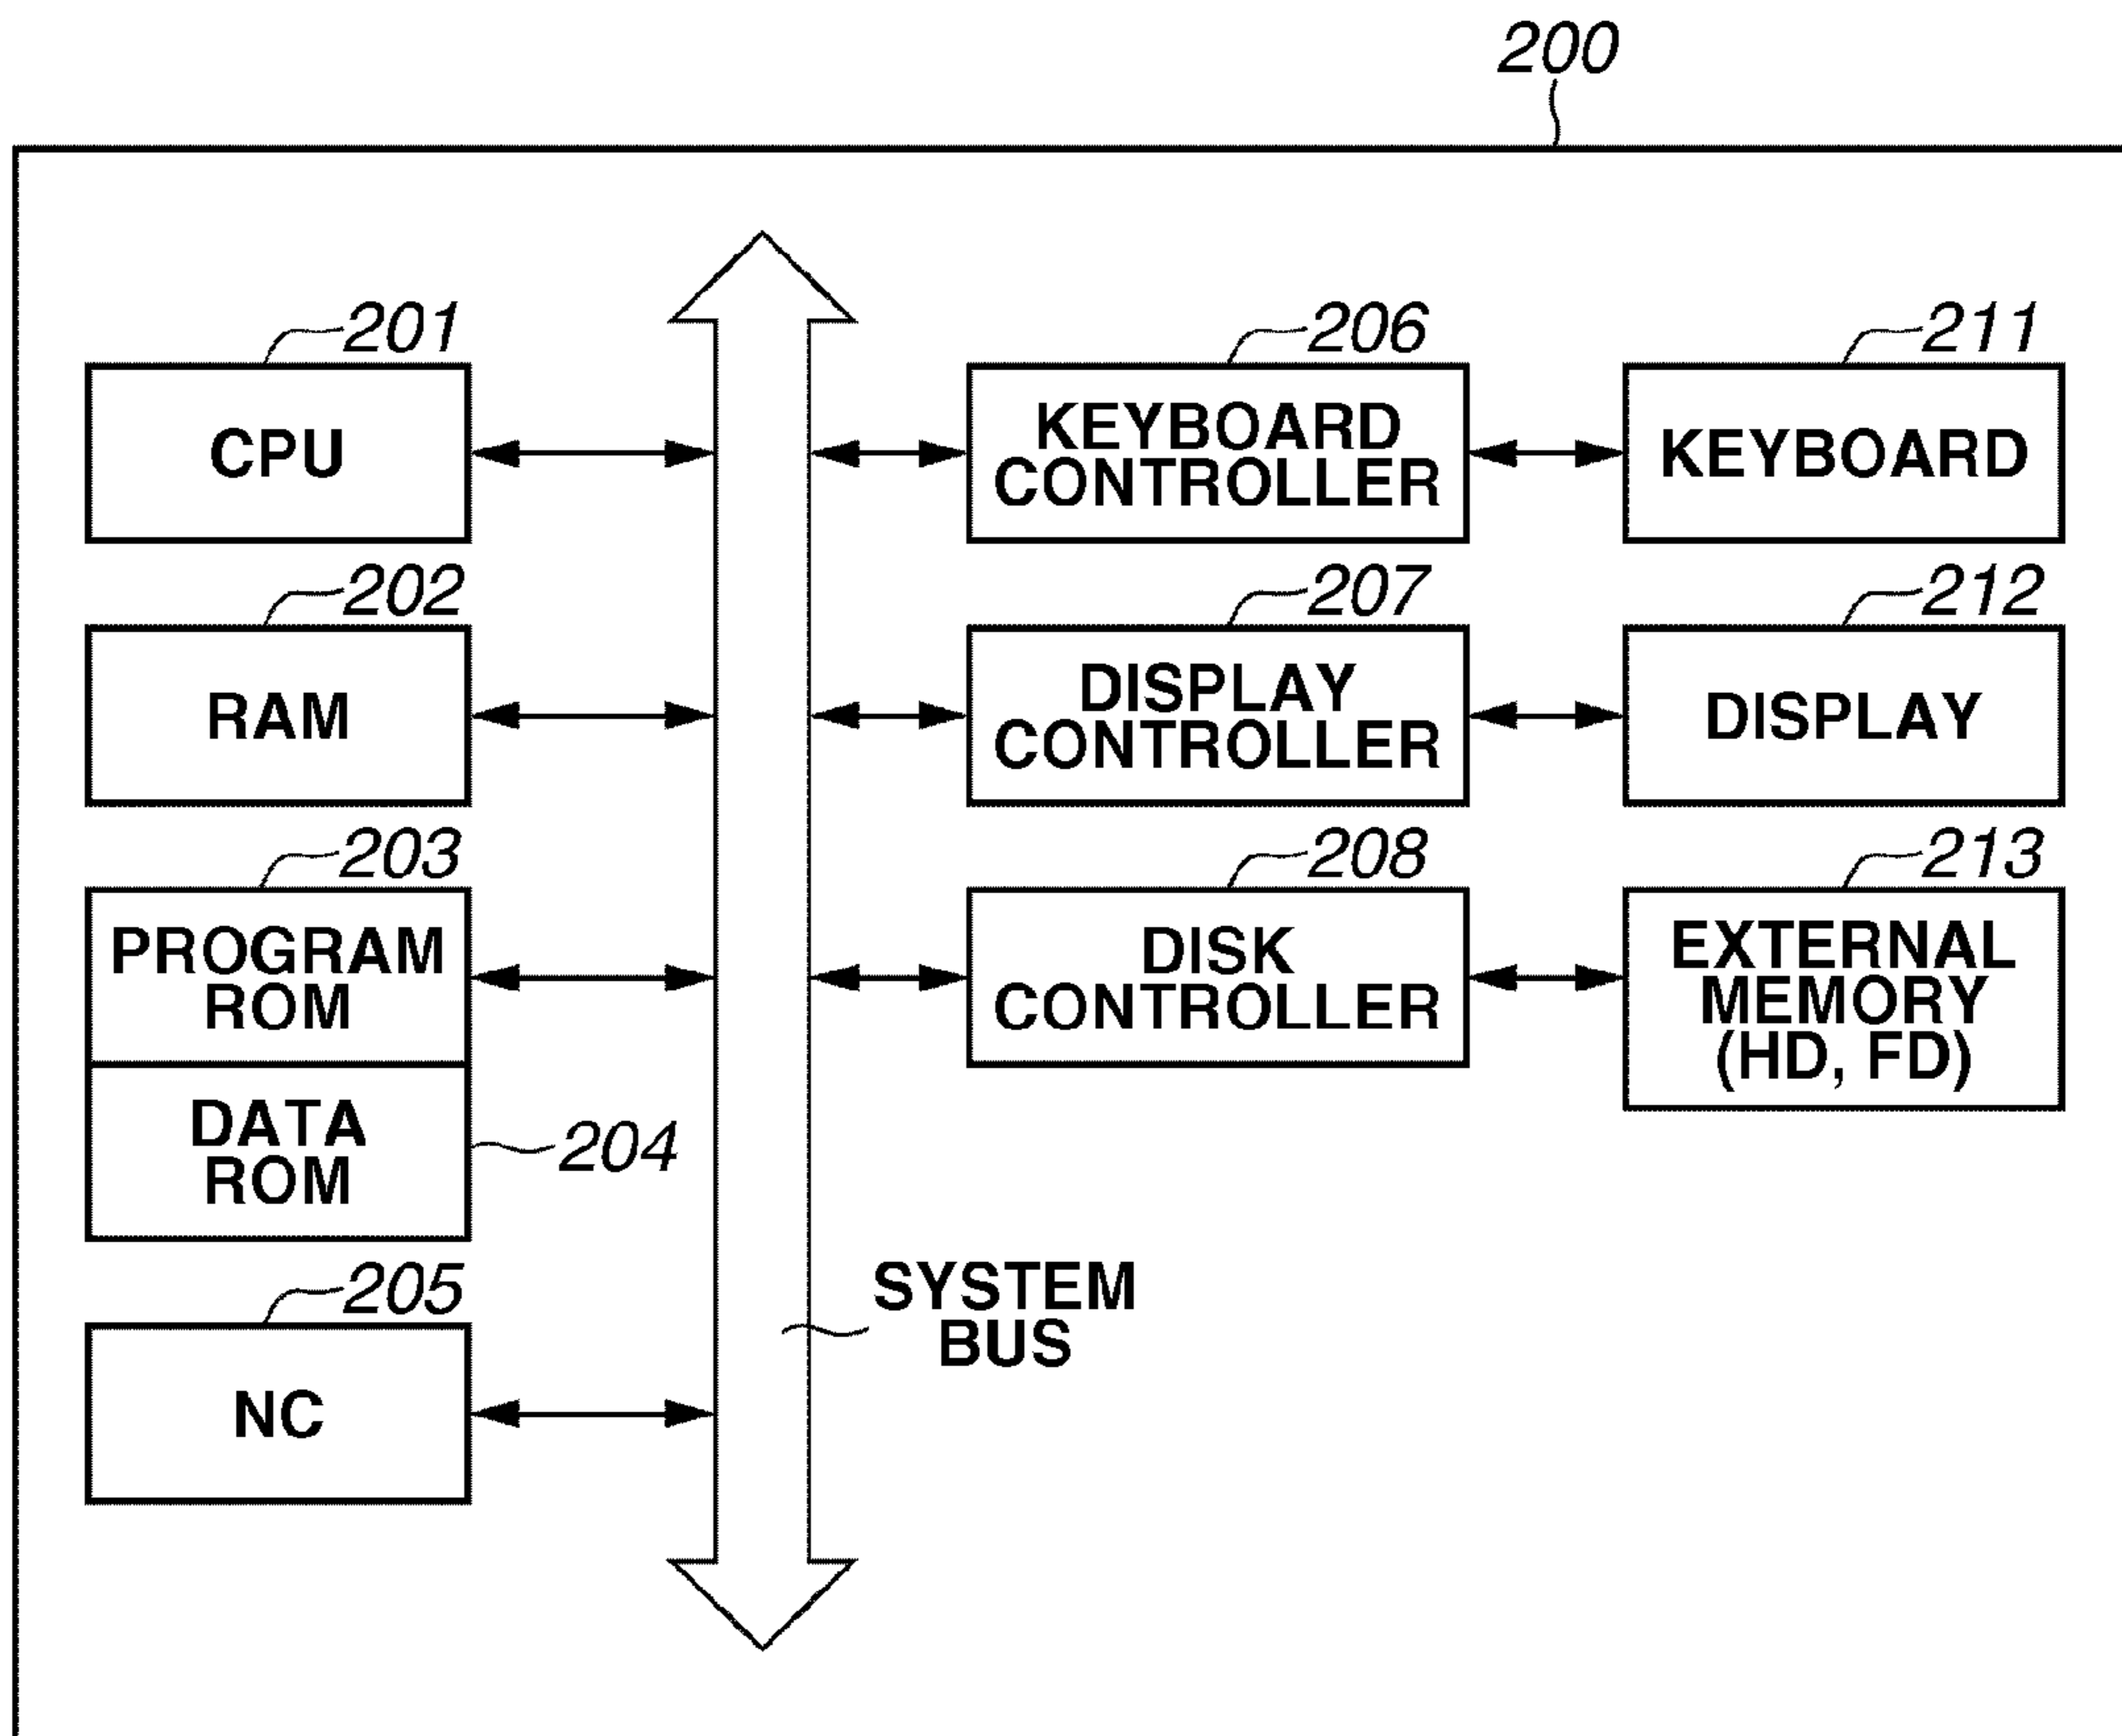 200
201
CPU
202
RAM
203
PROGRAM
ROM
DATA
ROM
204
205
NC
SYSTEM
BUS
206
KEYBOARD
CONTROLLER
207
DISPLAY
CONTROLLER
208
DISK
CONTROLLER
211
KEYBOARD
212
DISPLAY
213
EXTERNAL
MEMORY
(HD, FD)